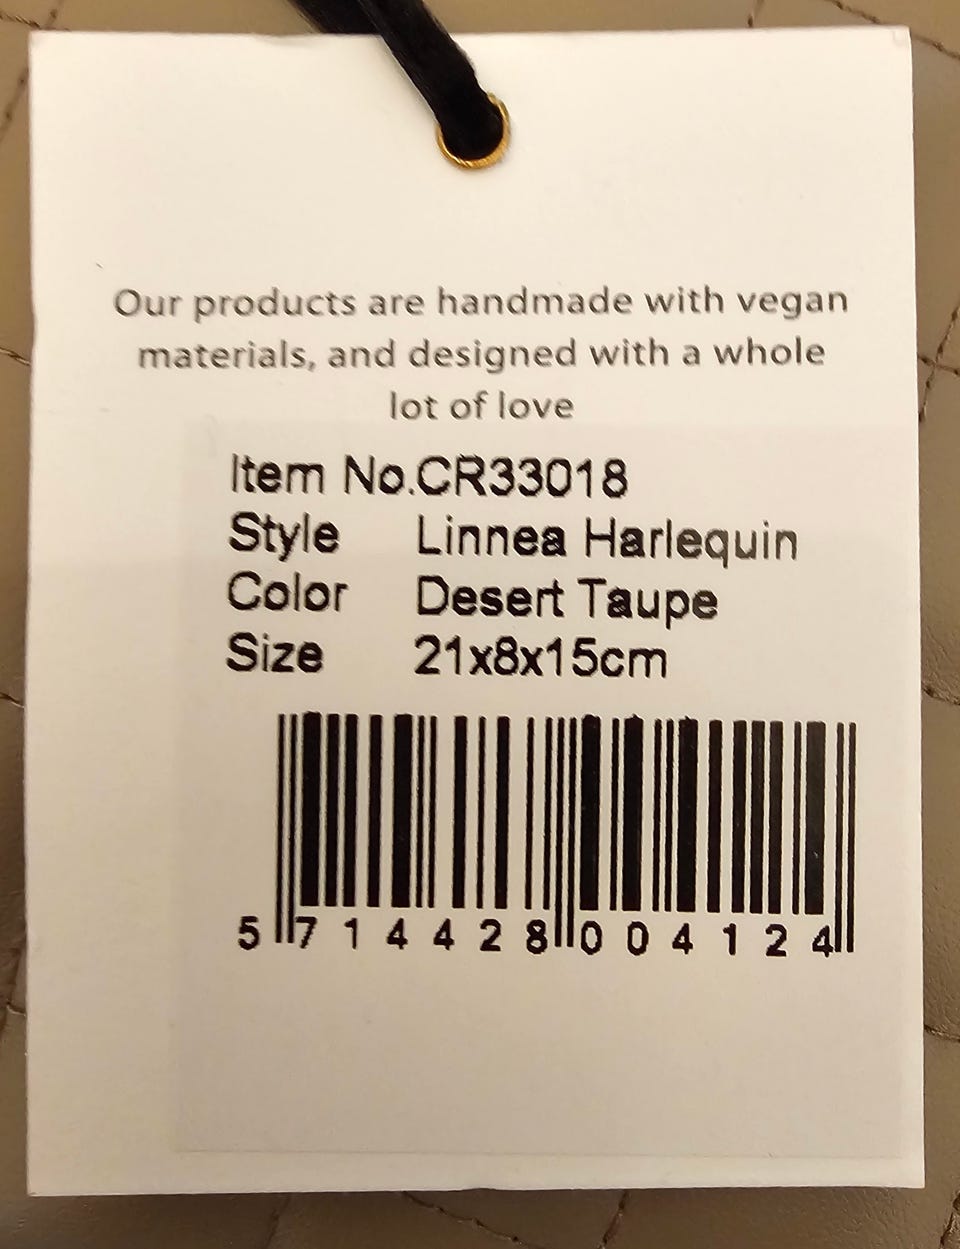 Our products are handmade with vegan
materials, and designed with a whole
lot of love
Item No.CR33018
Style Linnea Harlequin
Color Desert Taupe
Size 21x8x15cm
5 714428 004124